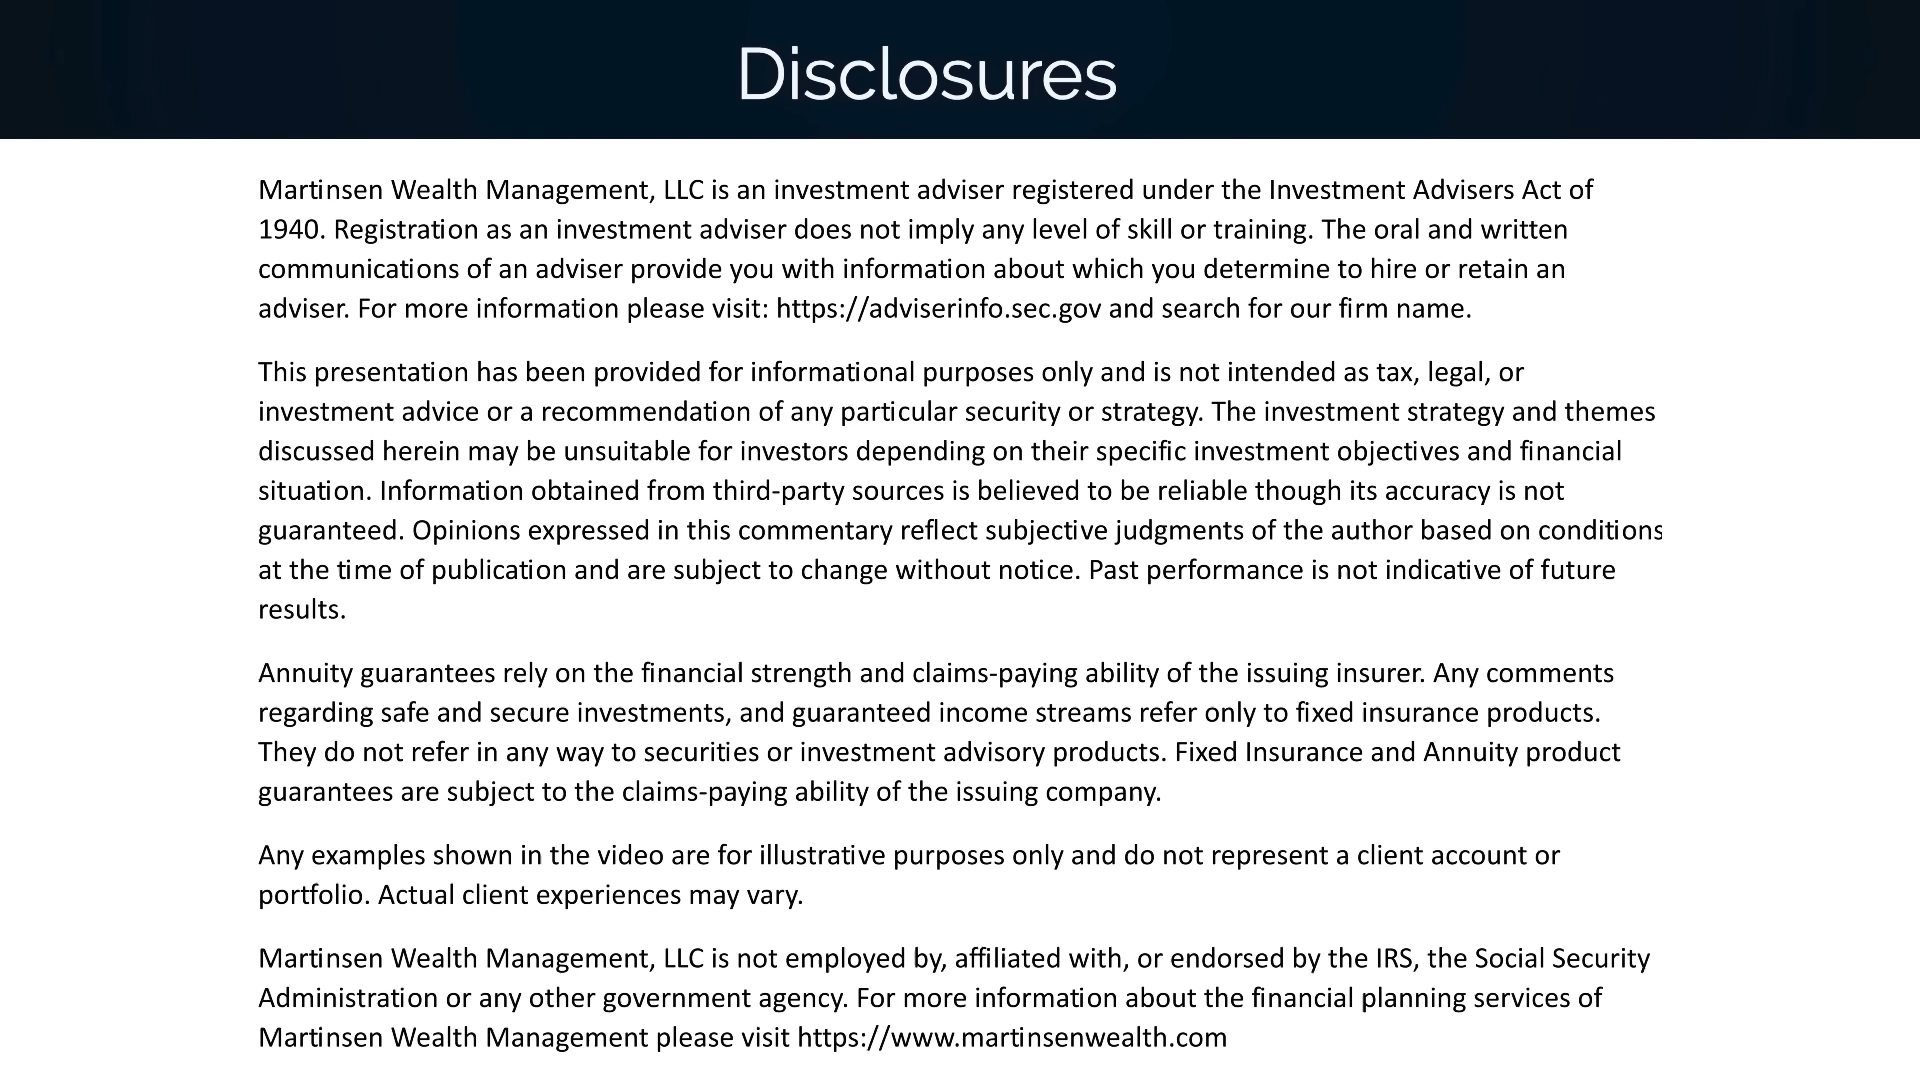 Disclosures
Martinsen Wealth Management, LLC is an investment adviser registered under the Investment Advisers Act of
1940. Registration as an investment adviser does not imply any level of skill or training. The oral and written
communications of an adviser provide you with information about which you determine to hire or retain an
adviser. For more information please visit: https://adviserinfo.sec.gov and search for our firm name.
This presentation has been provided for informational purposes only and is not intended as tax, legal, or
investment advice or a recommendation of any particular security or strategy. The investment strategy and themes
discussed herein may be unsuitable for investors depending on their specific investment objectives and financial
situation. Information obtained from third-party sources is believed to be reliable though its accuracy is not
guaranteed. Opinions expressed in this commentary reflect subjective judgments of the author based on conditions
at the time of publication and are subject to change without notice. Past performance is not indicative of future
results.
Annuity guarantees rely on the financial strength and claims-paying ability of the issuing insurer. Any comments
regarding safe and secure investments, and guaranteed income streams refer only to fixed insurance products.
They do not refer in any way to securities or investment advisory products. Fixed Insurance and Annuity product
guarantees are subject to the claims-paying ability of the issuing company.
Any examples shown in the video are for illustrative purposes only and do not represent a client account or
portfolio. Actual client experiences may vary.
Martinsen Wealth Management, LLC is not employed by, affiliated with, or endorsed by the IRS, the Social Security
Administration or any other government agency. For more information about the financial planning services of
Martinsen Wealth Management please visit https://www.martinsenwealth.com